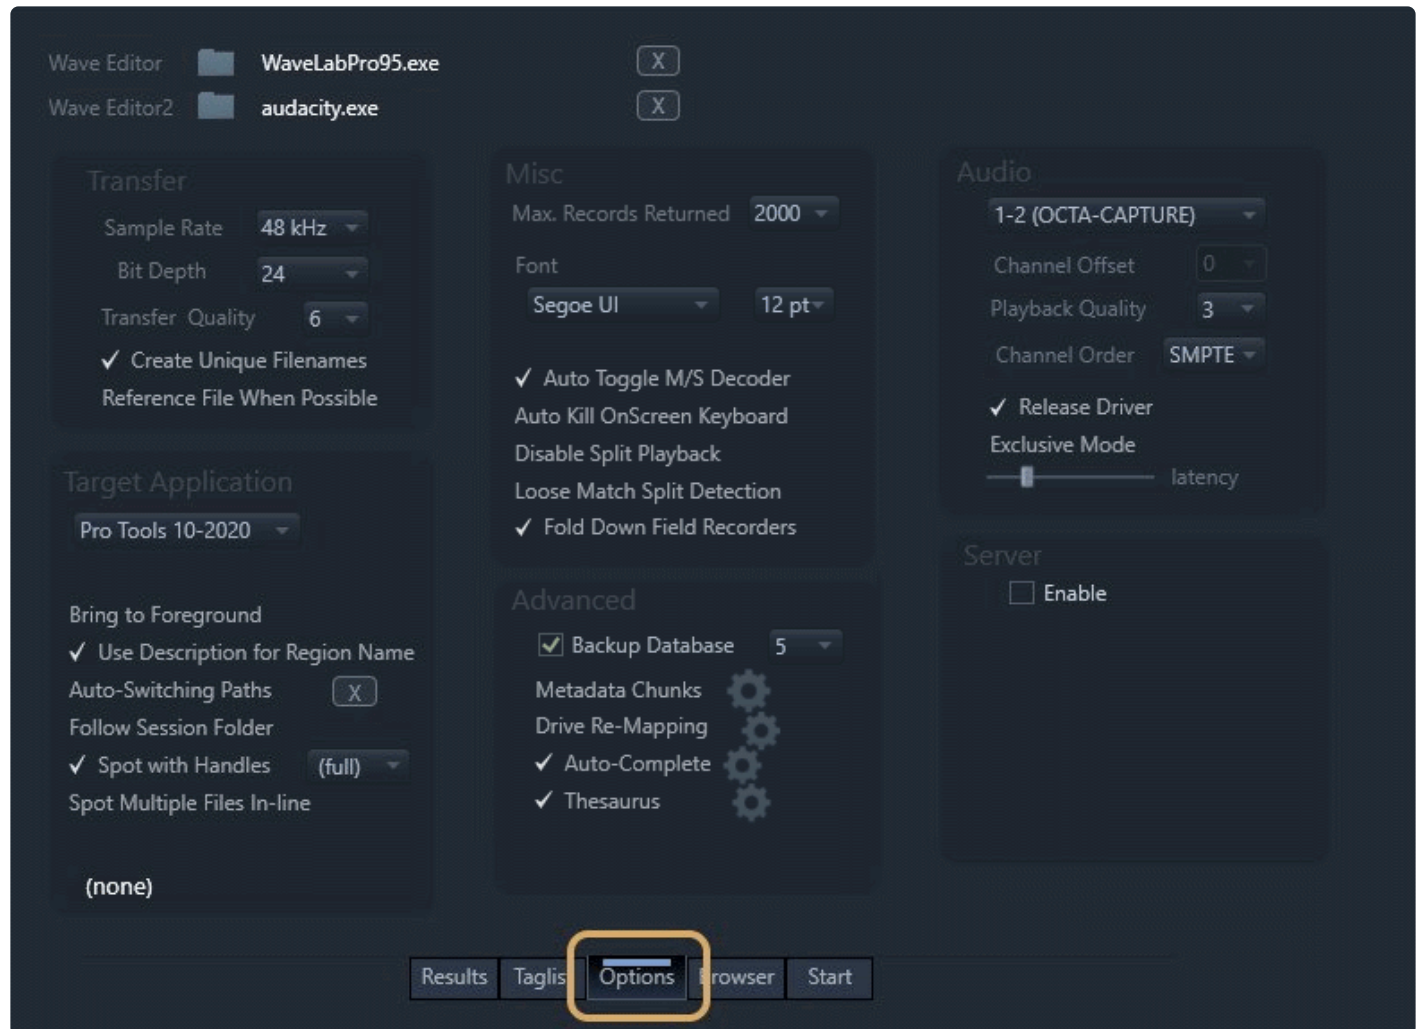 Wave Editor WaveLabPro95.exe X
Wave Editor2 audacity.exe X
Transfer
Sample Rate 48 kHz
Bit Depth 24
Transfer Quality 6
✓ Create Unique Filenames
Reference File When Possible
Target Application
Pro Tools 10-2020
Bring to Foreground
✓ Use Description for Region Name
Auto-Switching Paths X
Follow Session Folder
✓ Spot with Handles (full)
Spot Multiple Files In-line
(none)
Misc
Max. Records Returned 2000
Font
Segoe UI 12 pt
✓ Auto Toggle M/S Decoder
Auto Kill OnScreen Keyboard
Disable Split Playback
Loose Match Split Detection
✓ Fold Down Field Recorders
Advanced
✓ Backup Database 5
Metadata Chunks
Drive Re-Mapping
✓ Auto-Complete
✓ Thesaurus
Audio
1-2 (OCTA-CAPTURE)
Channel Offset 0
Playback Quality 3
Channel Order SMPTE
✓ Release Driver
Exclusive Mode
latency
Server
Enable
Results Taglis Options rowser Start